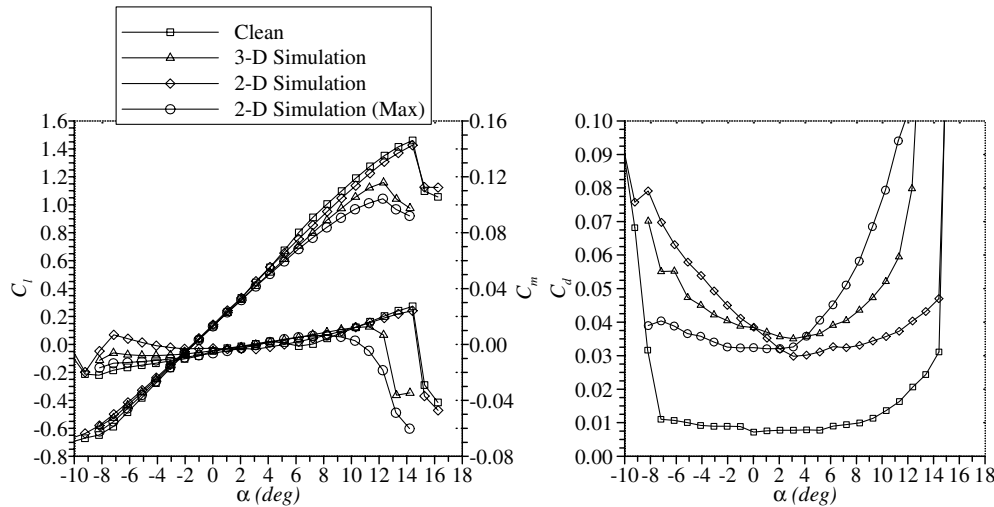 Clean
3-D Simulation
2-D Simulation
2-D Simulation (Max)
1.6
1.4
1.2
1.0
0.8
0.6
0.4
0.2
0.00
-0.2
-0.4
-0.6
-0.8
C_l
-10 -8 -6 -4 -2 0 2 4 6 8 10 12 14 16 18
α (deg)
0.16
0.12
0.08
0.04
0.00
-0.04
-0.08
C_m
0.10
0.09
0.08
0.07
0.06
0.05
0.04
0.03
0.02
0.01
0.00
C_d
-10 -8 -6 -4 -2 0 2 4 6 8 10 12 14 16 18
α (deg)